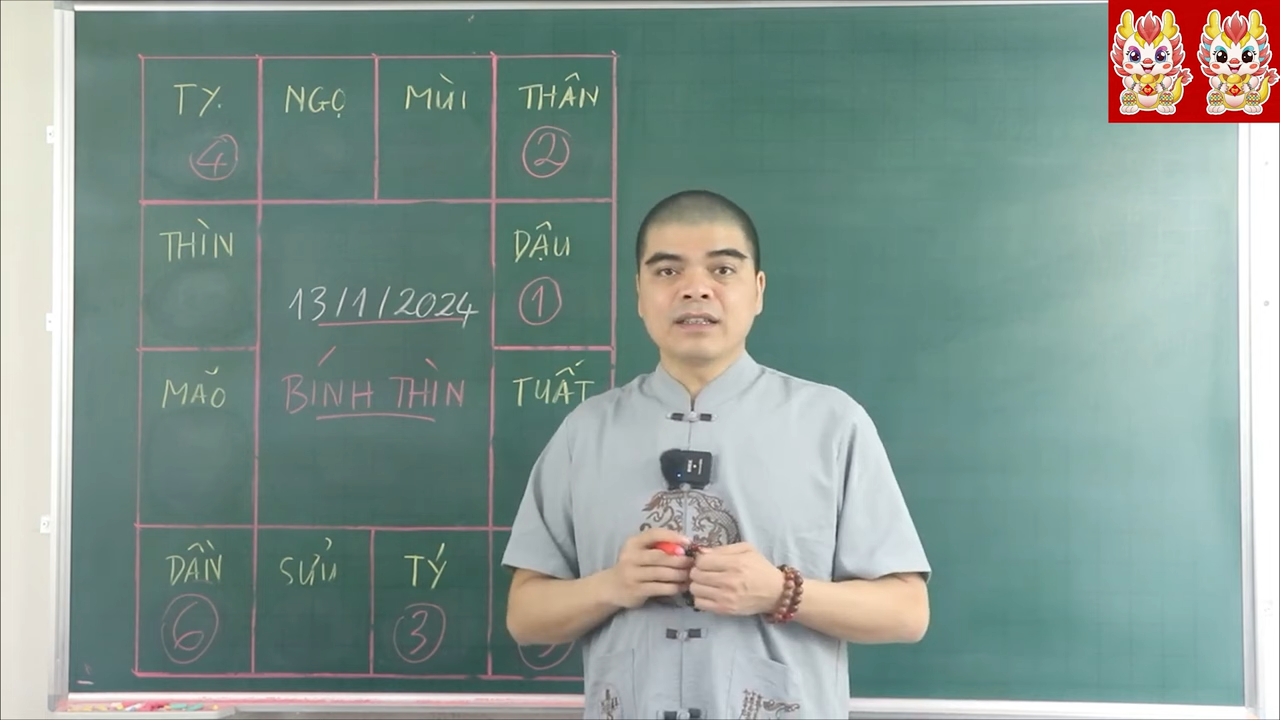 TỴ NGỌ MÙI THÂN
4 2
THÌN DẬU
13/1/2024 1
MÃO BÍNH THÌN TUẤT
DẦN SỬU TÝ
6 3